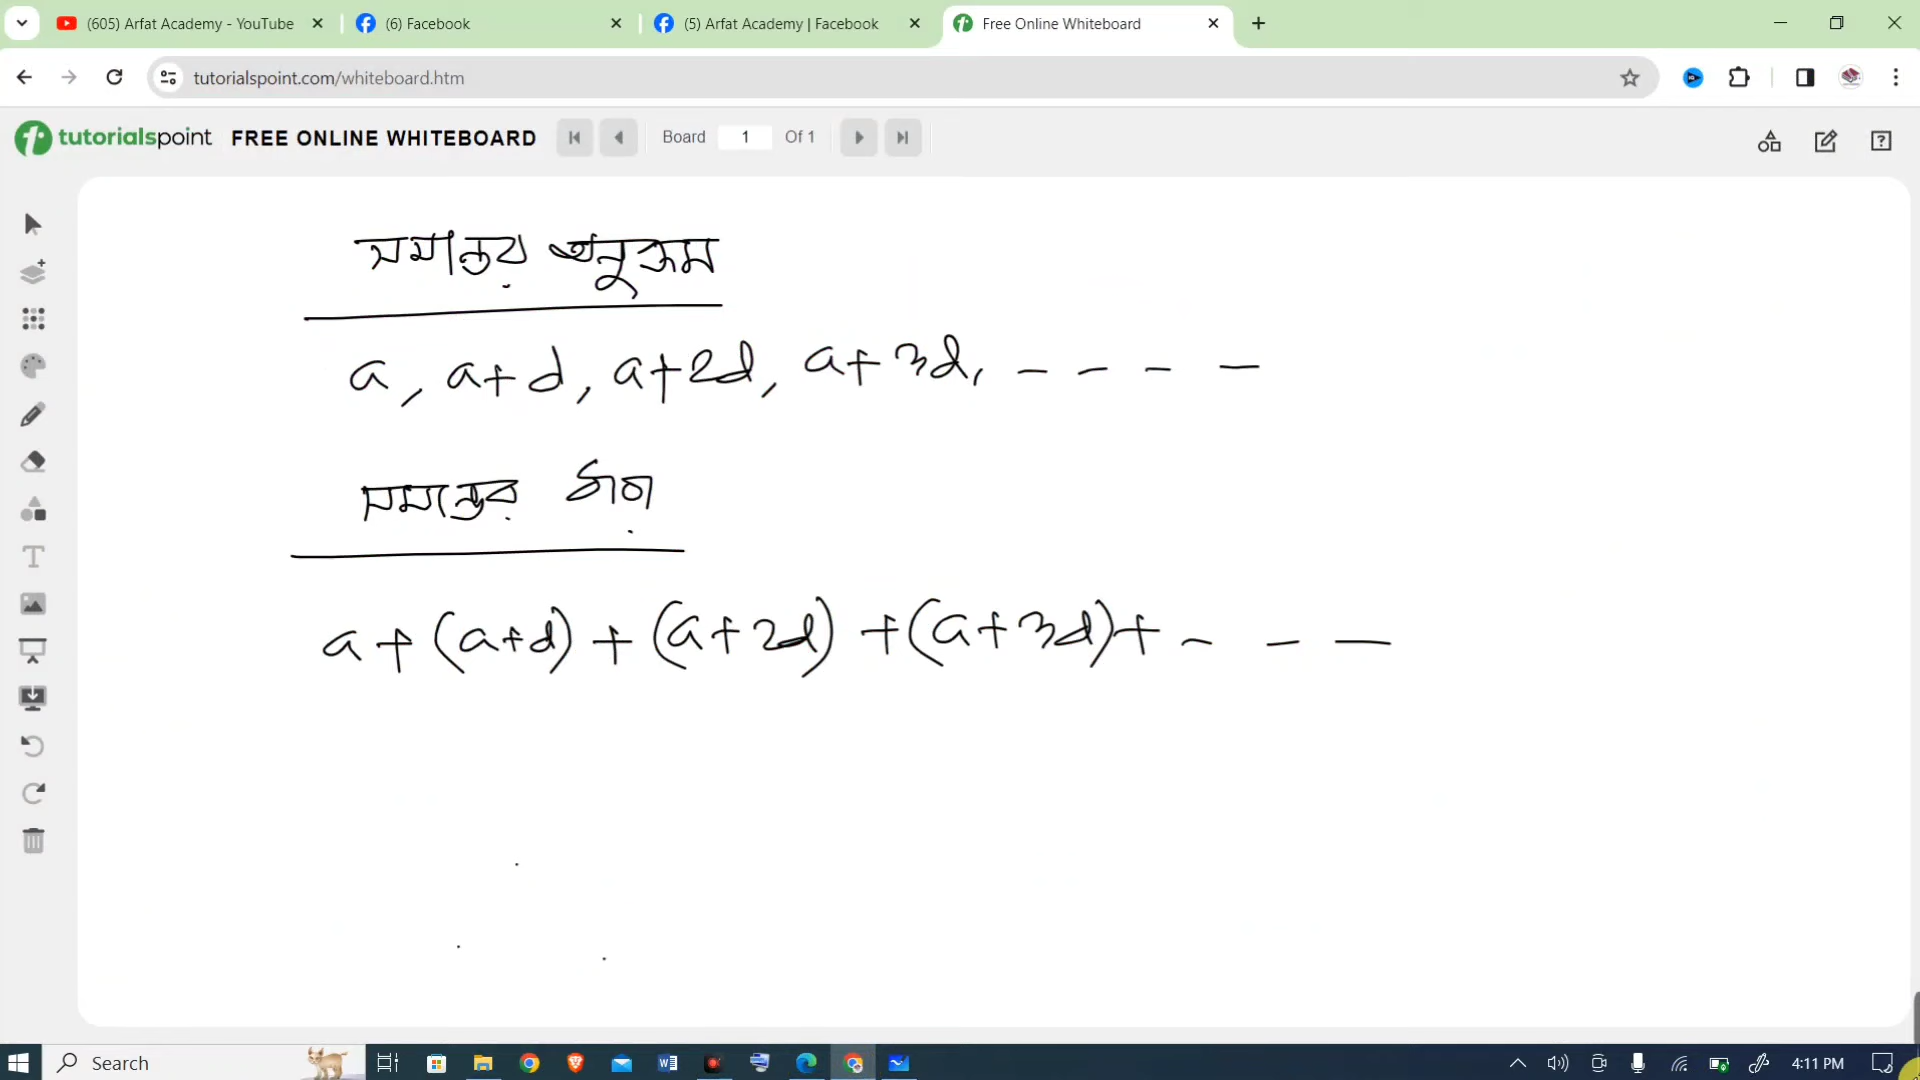 (605) Arfat Academy - YouTube (6) Facebook (5) Arfat Academy | Facebook Free Online Whiteboard
tutorialspoint.com/whiteboard.htm
tutorialspoint FREE ONLINE WHITEBOARD Board 1 Of 1
সমান্তর অনুক্রম
a, a+d, a+2d, a+3d, - - - -
সমান্তর ধারা
a+(a+d)+(a+2d)+(a+3d)+ - - -
Search 4:11 PM